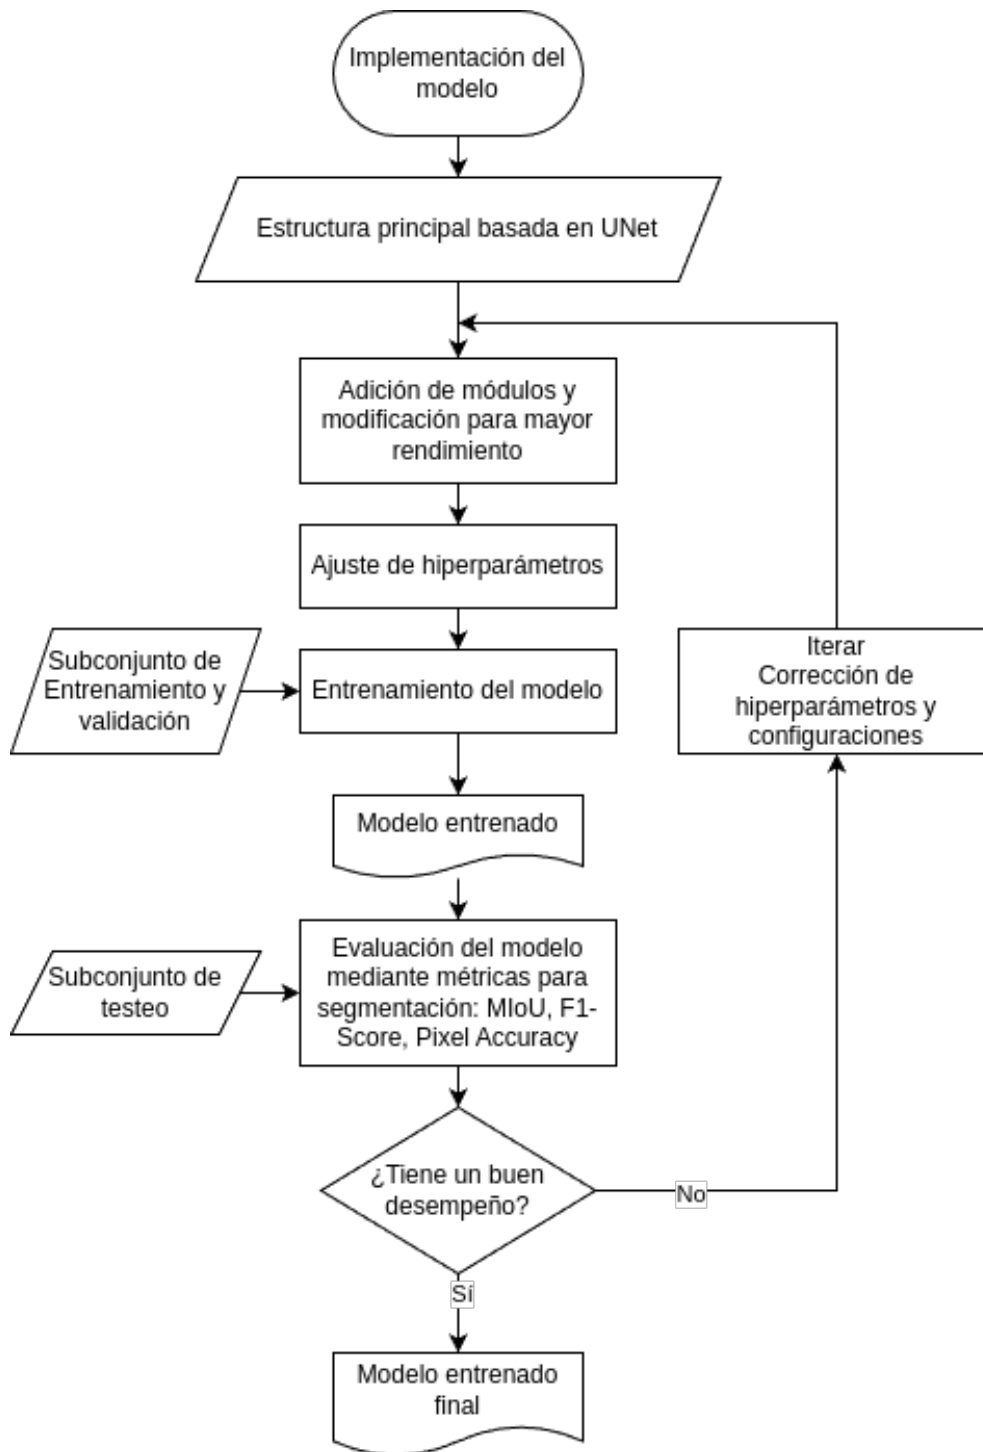 Implementación del
modelo
Estructura principal basada en UNet
Adición de módulos y
modificación para mayor
rendimiento
Ajuste de hiperparámetros
Subconjunto de
Entrenamiento y
validación
Entrenamiento del modelo
Iterar
Corrección de
hiperparámetros y
configuraciones
Modelo entrenado
Evaluación del modelo
mediante métricas para
segmentación: MIoU, F1-
Score, Pixel Accuracy
Subconjunto de
testeo
¿Tiene un buen
desempeño?
No
Sí
Modelo entrenado
final